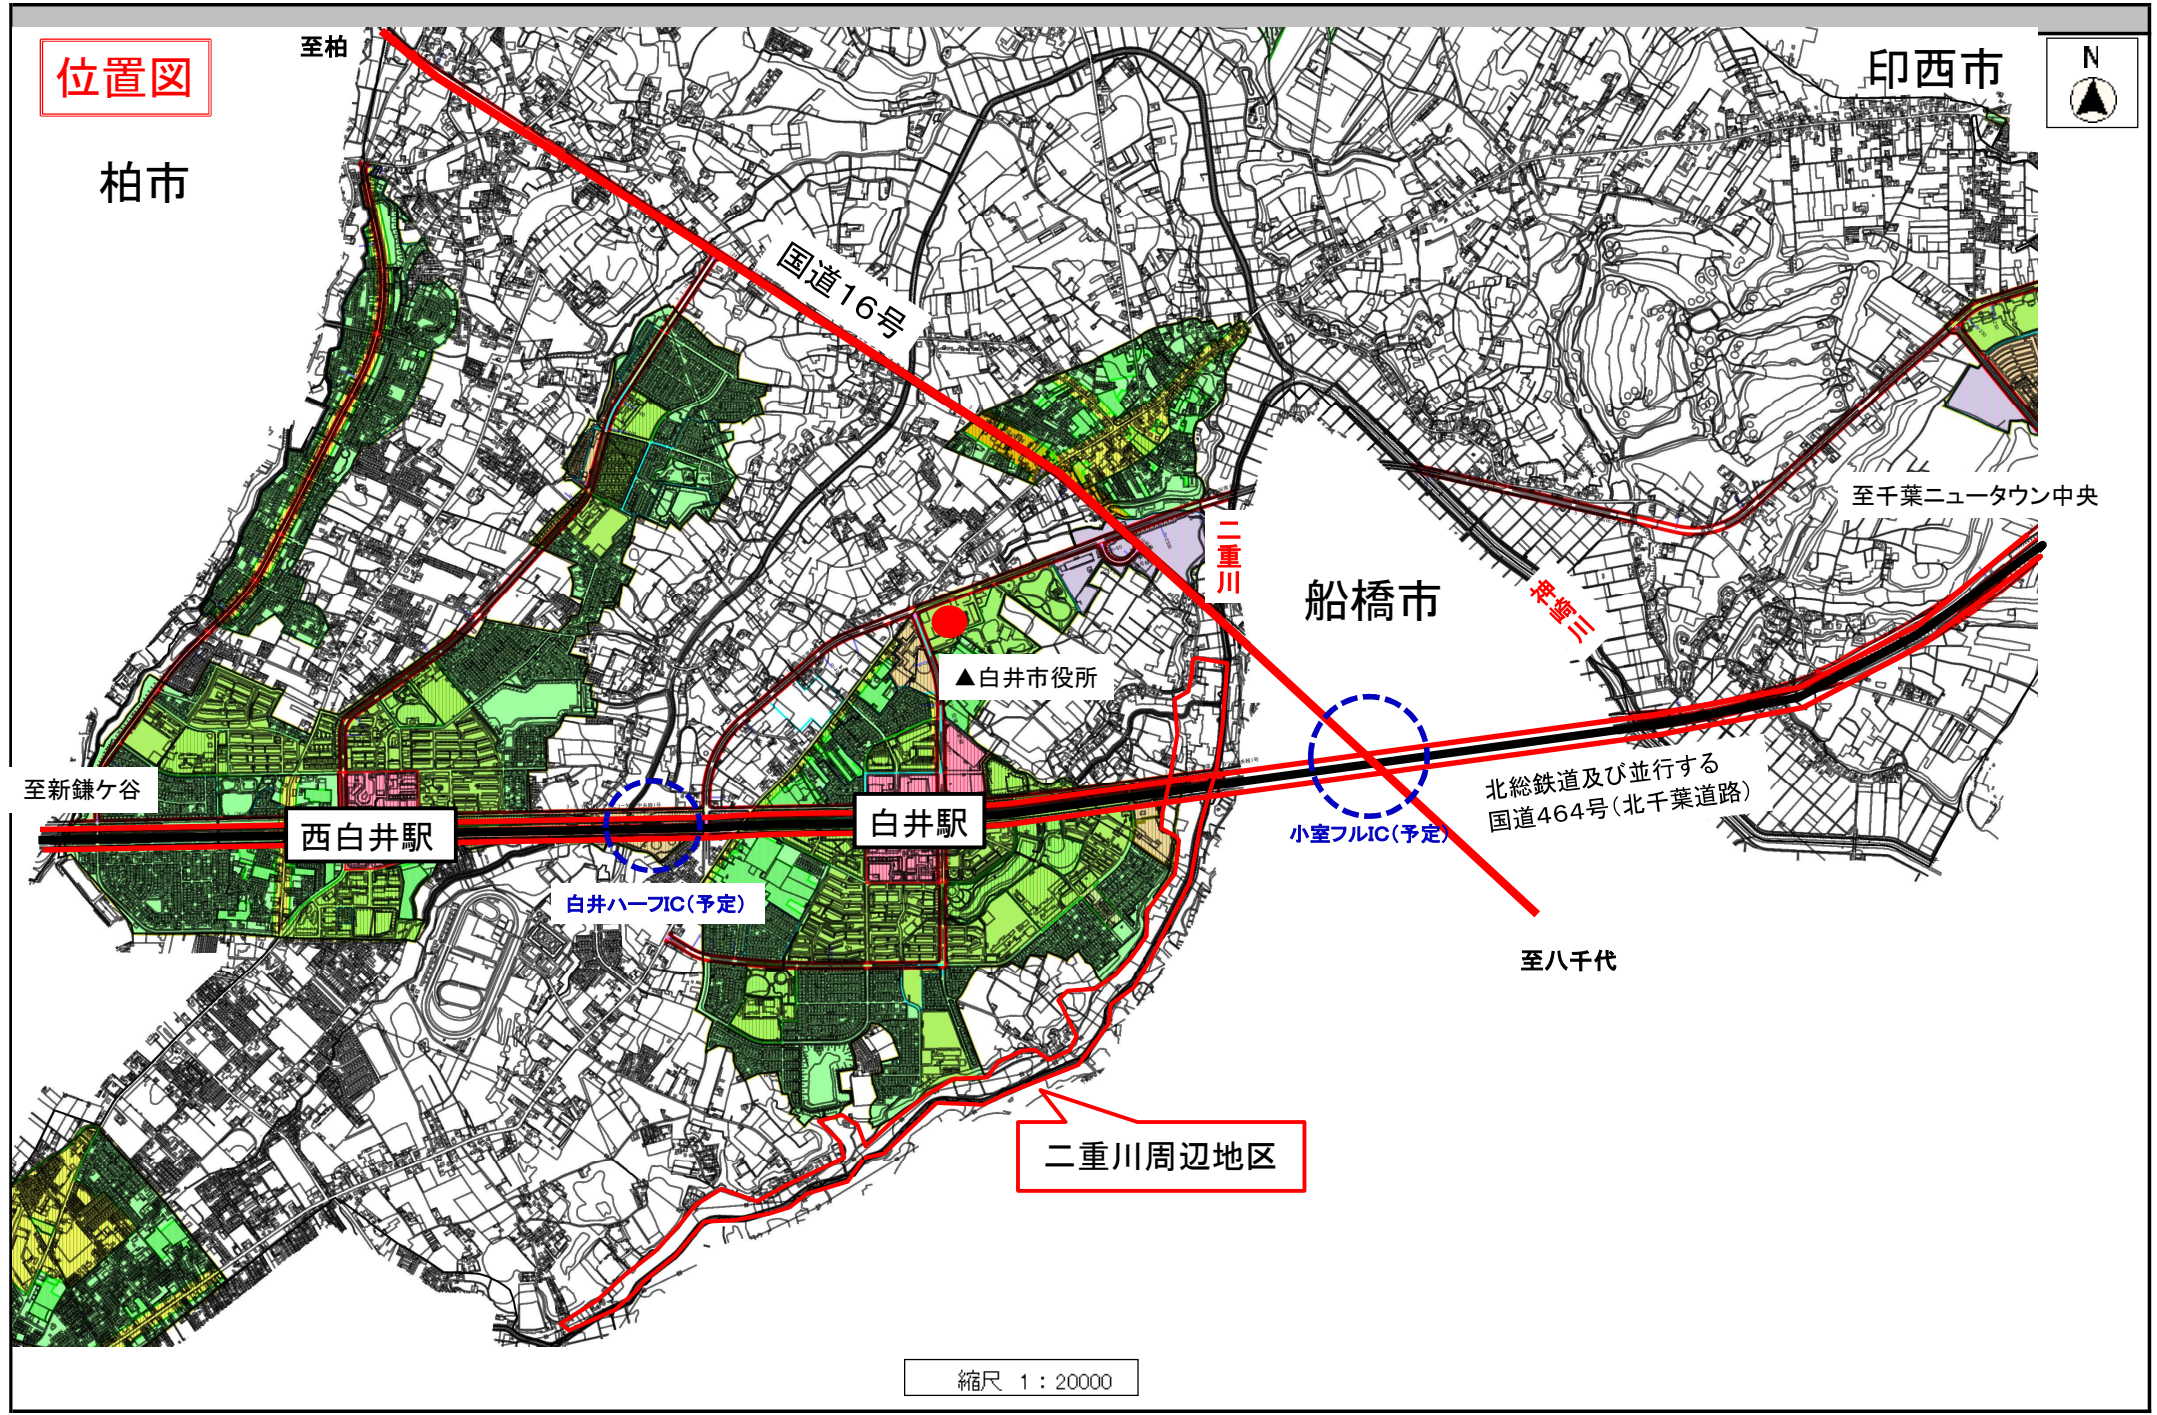 位置図
至柏
印西市
N
柏市
国道16号
至千葉ニュータウン中央
二重川
船橋市
神崎川
▲白井市役所
至新鎌ケ谷
西白井駅
白井駅
北総鉄道及び並行する
国道464号(北千葉道路)
小室フルIC(予定)
白井ハーフIC(予定)
至八千代
二重川周辺地区
縮尺 1:20000